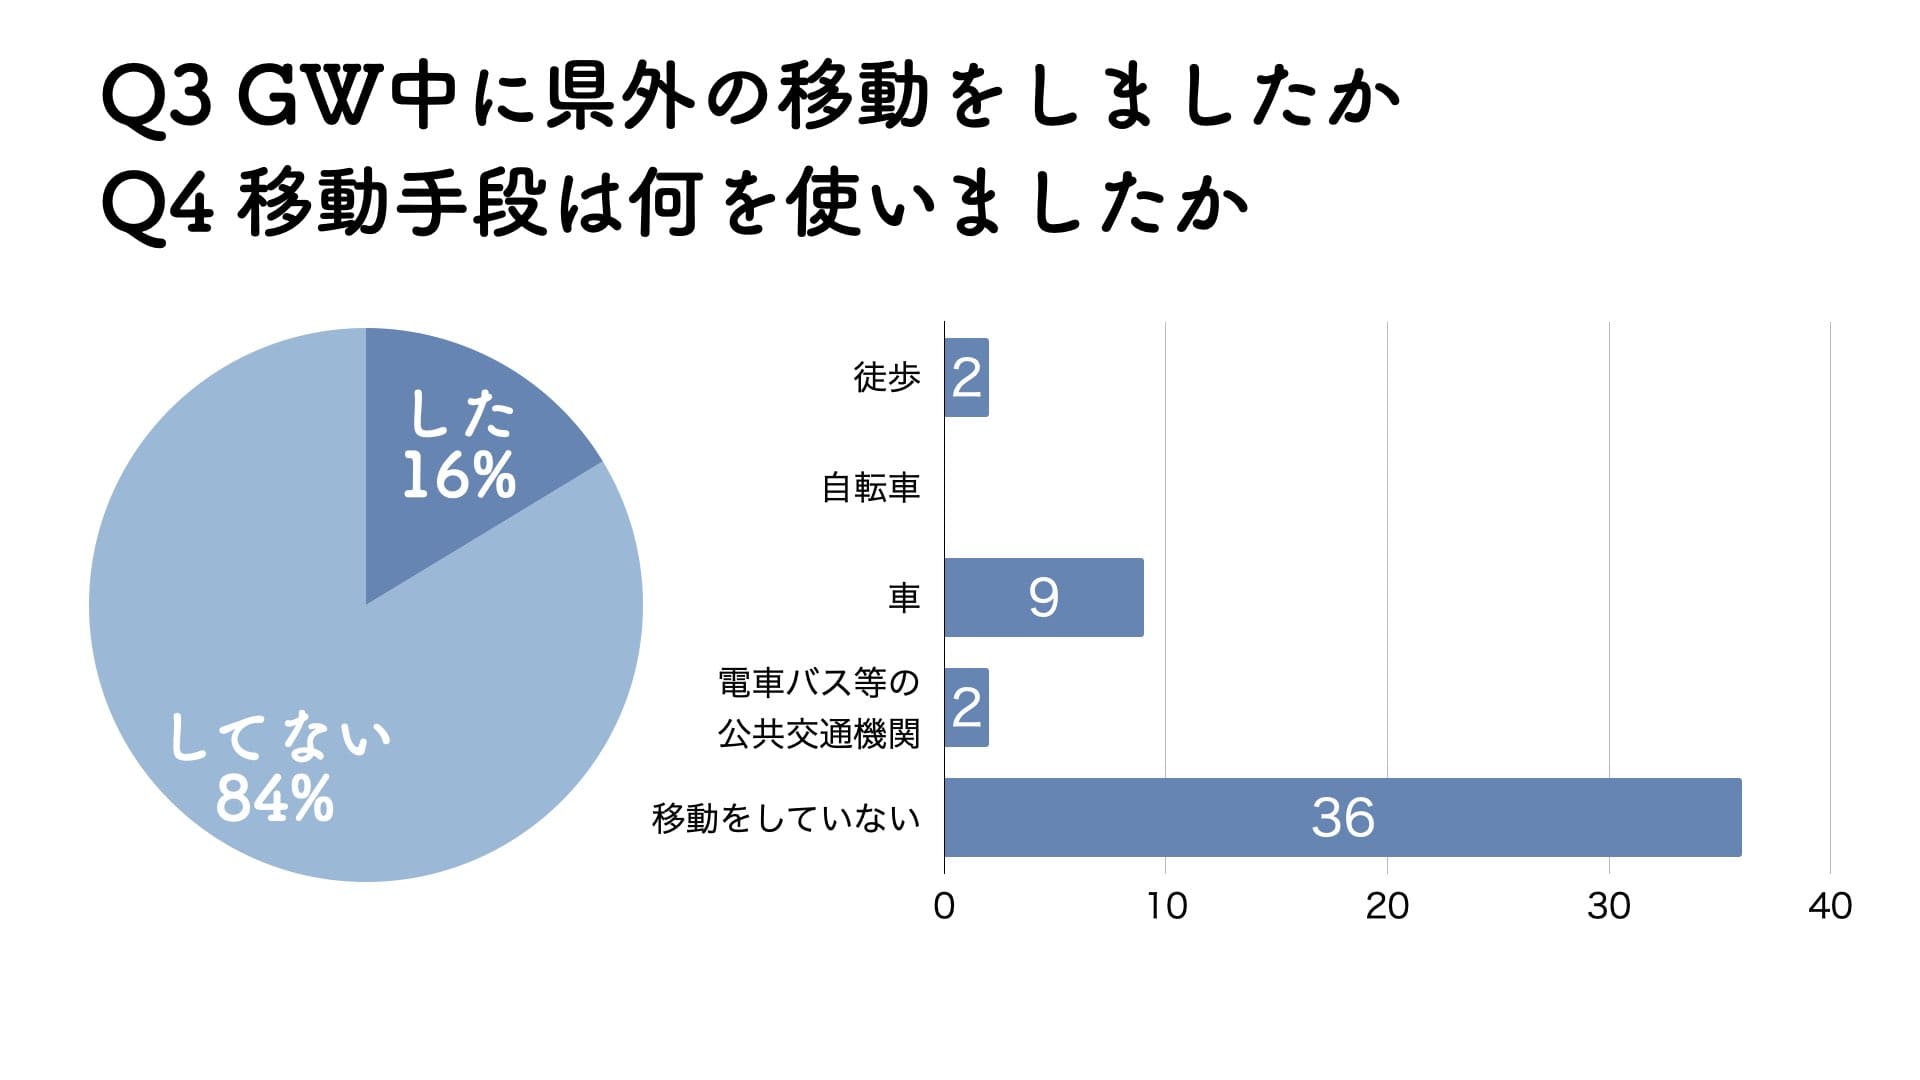 Q3 GW中に県外の移動をしましたか
Q4 移動手段は何を使いましたか
した
16%
してない
84%
徒歩
2
自転車
車
9
電車バス等の
公共交通機関
2
移動をしていない
36
0 10 20 30 40